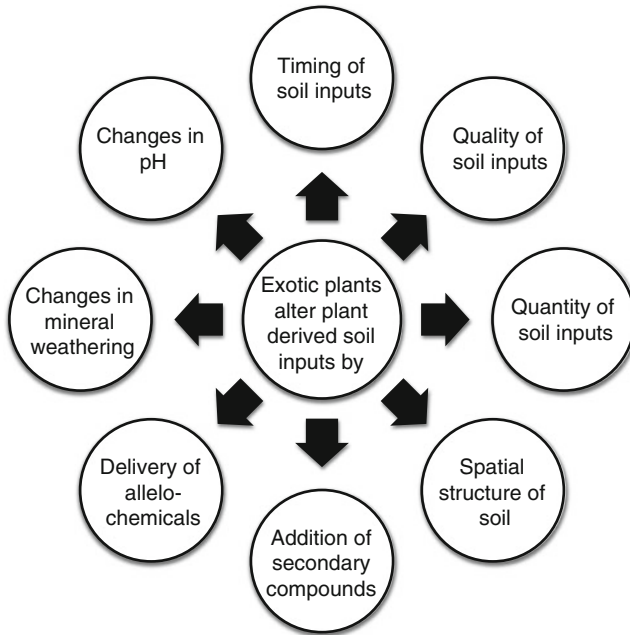 Timing of
soil inputs
Quality of
soil inputs
Quantity of
soil inputs
Spatial
structure of
soil
Addition of
secondary
compounds
Delivery of
allelo-
chemicals
Changes in
mineral
weathering
Changes in
pH
Exotic plants
alter plant
derived soil
inputs by